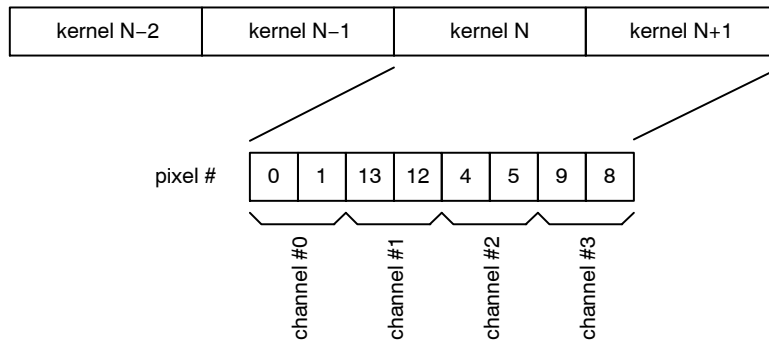 kernel N−2 kernel N−1 kernel N kernel N+1
pixel # 0 1 13 12 4 5 9 8
channel #0 channel #1 channel #2 channel #3